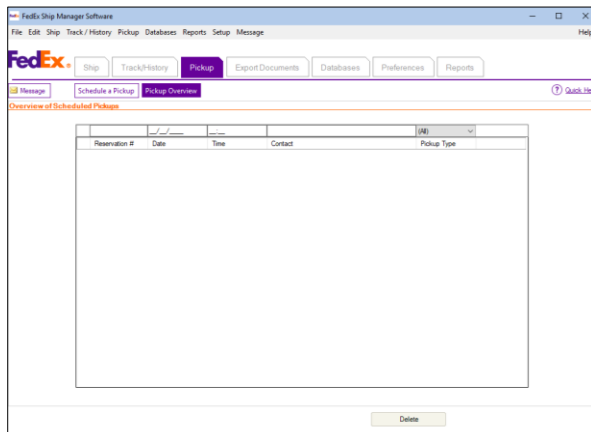 FedEx Ship Manager Software
File Edit Ship Track / History Pickup Databases Reports Setup Message Help
FedEx® Ship Track/History Pickup Export Documents Databases Preferences Reports
Message Schedule a Pickup Pickup Overview ? Quick He
Overview of Scheduled Pickups
__/__/____ __:__ (All)
Reservation # Date Time Contact Pickup Type
Delete